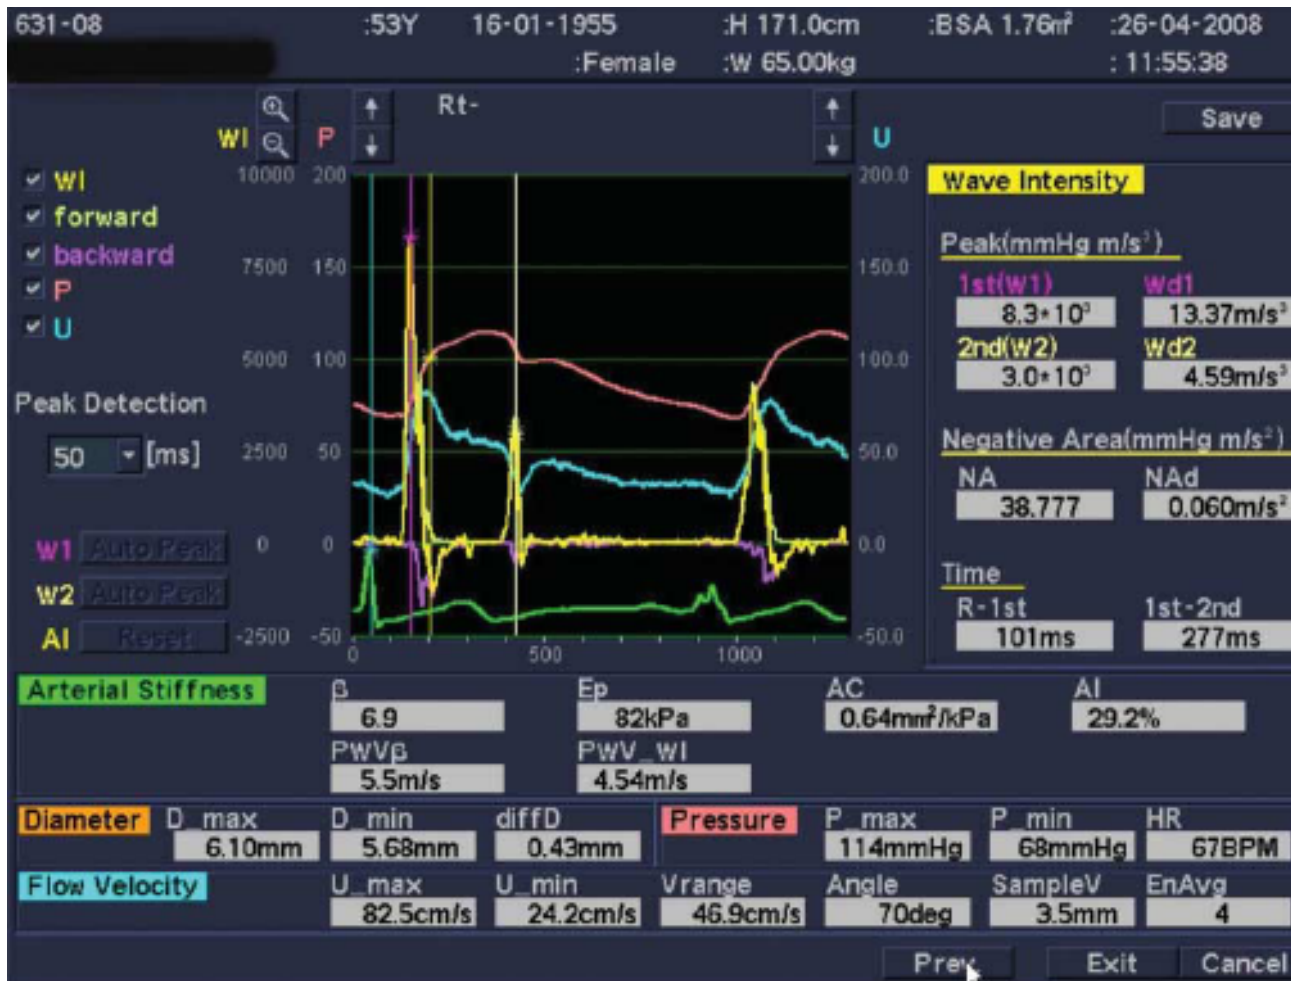 631-08 :53Y 16-01-1955 :H 171.0cm :BSA 1.76㎡ :26-04-2008
:Female :W 65.00kg : 11:55:38
Rt-
Save
WI P U
WI
forward
backward
P
U
10000 200 200.0
7500 150 150.0
5000 100 100.0
2500 50 50.0
0 0 0.0
-2500 -50 -50.0
0 500 1000
Peak Detection
50 [ms]
W1 Auto Peak
W2 Auto Peak
AI Reset
Wave Intensity
Peak(mmHg m/s³)
1st(W1) Wd1
8.3*10³ 13.37m/s³
2nd(W2) Wd2
3.0*10³ 4.59m/s³
Negative Area(mmHg m/s²)
NA NAd
38.777 0.060m/s²
Time
R-1st 1st-2nd
101ms 277ms
Arterial Stiffness β Ep AC AI
6.9 82kPa 0.64mm²/kPa 29.2%
PWVβ PWV_WI
5.5m/s 4.54m/s
Diameter D_max D_min diffD Pressure P_max P_min HR
6.10mm 5.68mm 0.43mm 114mmHg 68mmHg 67BPM
Flow Velocity U_max U_min Vrange Angle SampleV EnAvg
82.5cm/s 24.2cm/s 46.9cm/s 70deg 3.5mm 4
Prev Exit Cancel